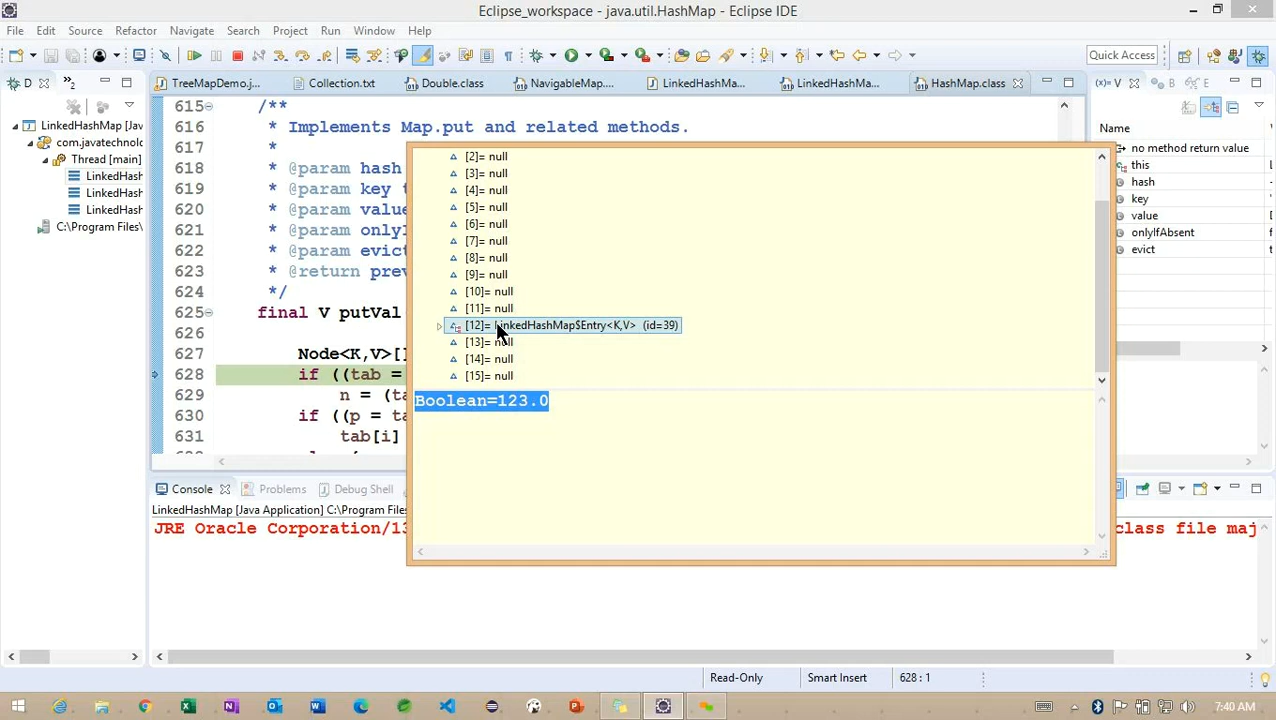 Eclipse_workspace - java.util.HashMap - Eclipse IDE
File Edit Source Refactor Navigate Search Project Run Window Help
Quick Access
D
TreeMapDemo.j...
Collection.txt
Double.class
NavigableMap....
LinkedHashMa...
LinkedHashMa...
HashMap.class
V
B
E
LinkedHashMap [Jav
com.javatechnolo
Thread [main]
LinkedHash
LinkedHash
LinkedHash
C:\Program Files\
615 /**
616 * Implements Map.put and related methods.
617 *
618 * @param hash
619 * @param key
620 * @param value
621 * @param onlyI
622 * @param evict
623 * @return prev
624 */
625 final V putVal
627 Node<K,V>[]
628 if ((tab =
629 n = (ta
630 if ((p = ta
631 tab[i]
[2]= null
[3]= null
[4]= null
[5]= null
[6]= null
[7]= null
[8]= null
[9]= null
[10]= null
[11]= null
[12]= LinkedHashMap$Entry<K,V> (id=39)
[13]= null
[14]= null
[15]= null
Boolean=123.0
Name
no method return value
this
hash
key
value
onlyIfAbsent
evict
Console Problems Debug Shell
LinkedHashMap [Java Application] C:\Program Files
JRE Oracle Corporation/13
class file maj
Read-Only Smart Insert 628 : 1
7:40 AM